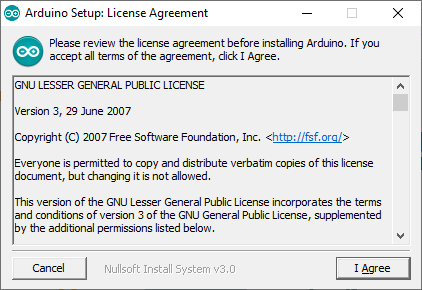 Arduino Setup: License Agreement
Please review the license agreement before installing Arduino. If you
accept all terms of the agreement, click I Agree.
GNU LESSER GENERAL PUBLIC LICENSE
Version 3, 29 June 2007
Copyright (C) 2007 Free Software Foundation, Inc. <http://fsf.org/>
Everyone is permitted to copy and distribute verbatim copies of this license
document, but changing it is not allowed.
This version of the GNU Lesser General Public License incorporates the terms
and conditions of version 3 of the GNU General Public License, supplemented
by the additional permissions listed below.
Cancel
Nullsoft Install System v3.0
I Agree